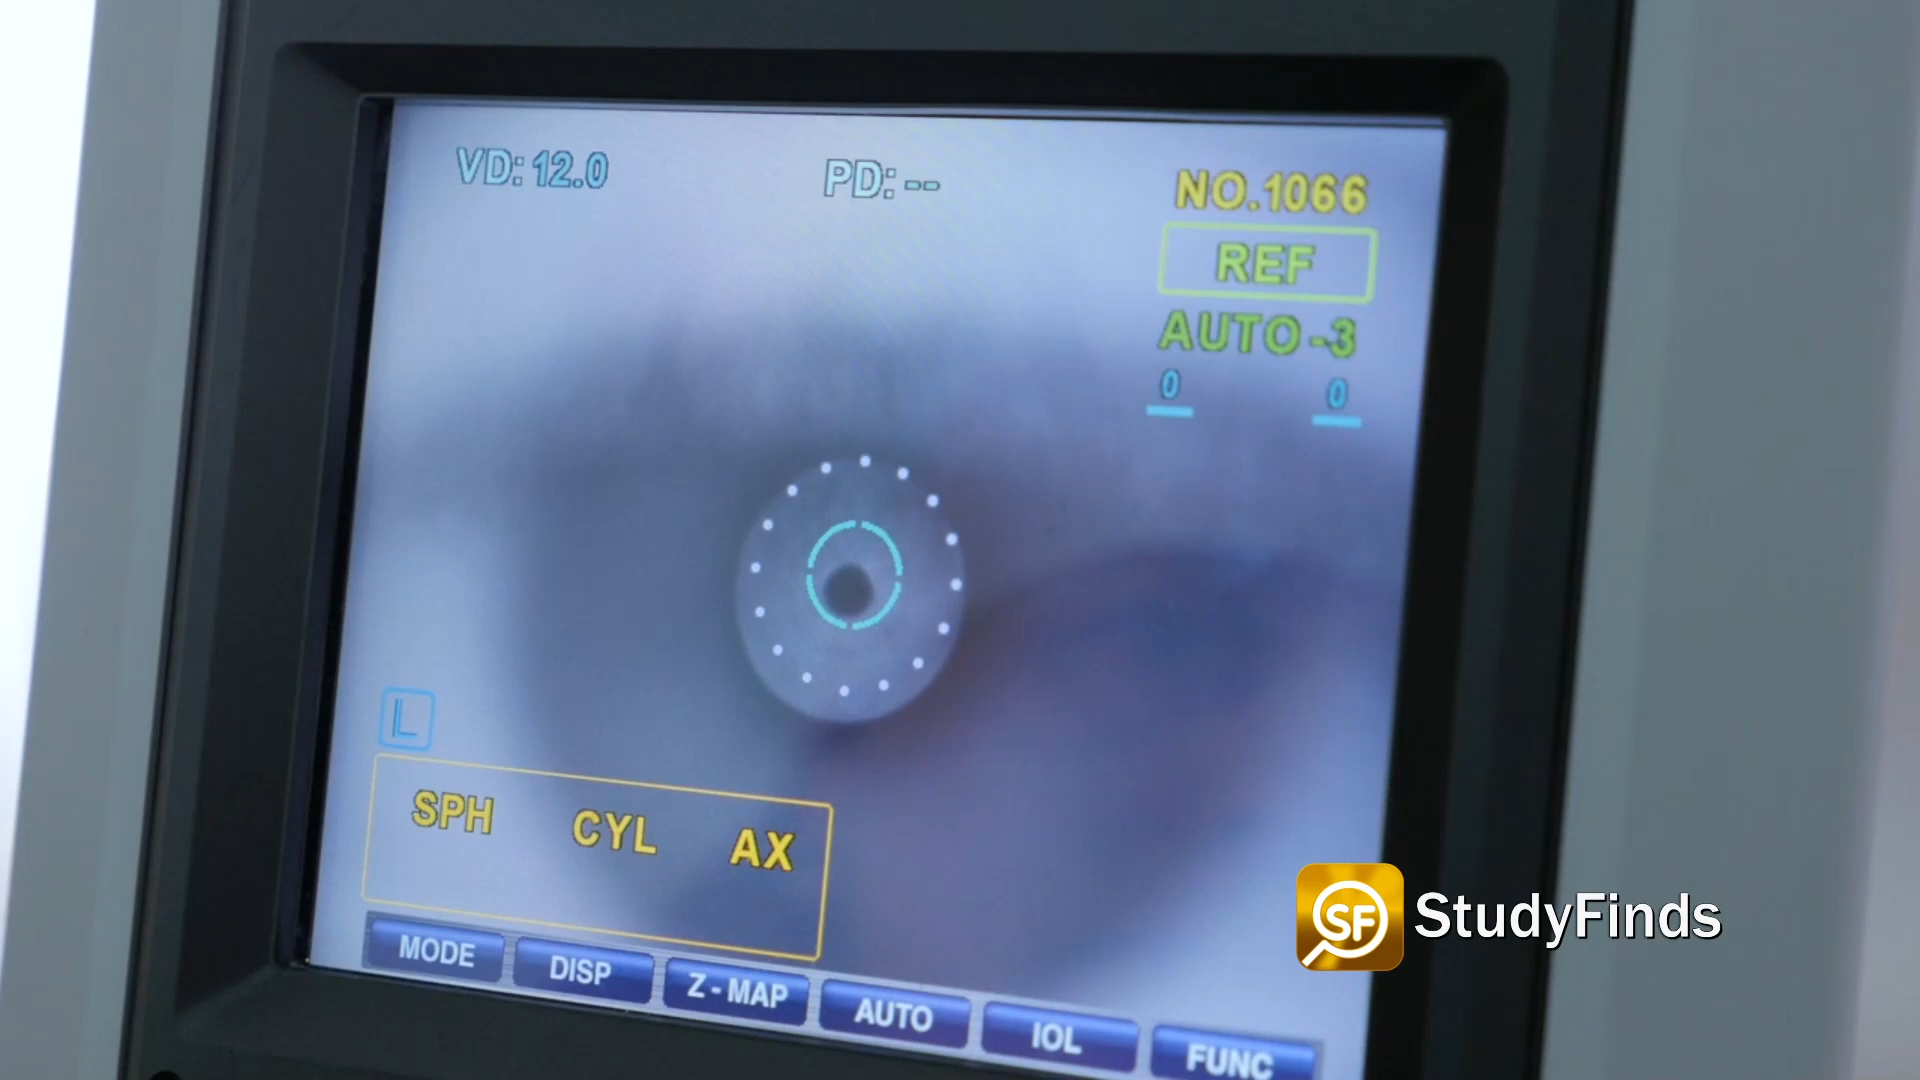 VD: 12.0
PD: --
NO.1066
REF
AUTO -3
0 0
L
SPH CYL AX
MODE DISP Z - MAP AUTO IOL FUNC
SF StudyFinds